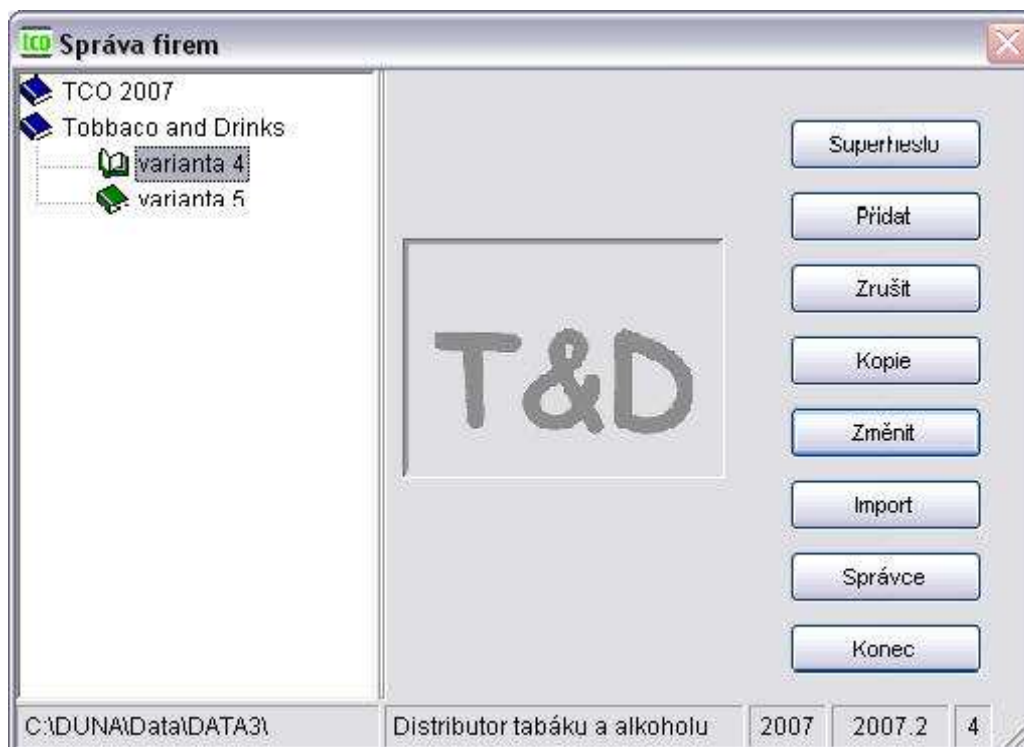 tco Správa firem
TCO 2007
Tobbaco and Drinks
varianta 4
varianta 5
T&D
Superheslo
Přidat
Zrušit
Kopie
Změnit
Import
Správce
Konec
C:\DUNA\Data\DATA3\ Distributor tabáku a alkoholu 2007 2007.2 4